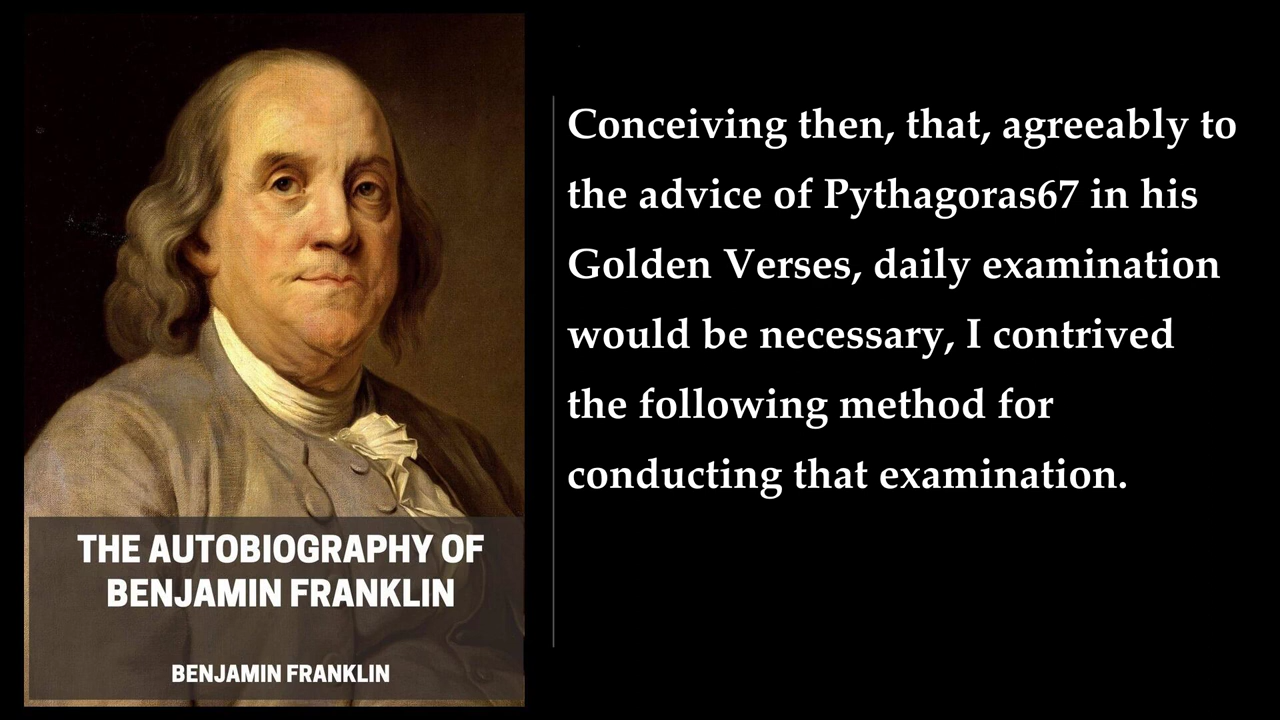 THE AUTOBIOGRAPHY OF
BENJAMIN FRANKLIN
BENJAMIN FRANKLIN
Conceiving then, that, agreeably to
the advice of Pythagoras67 in his
Golden Verses, daily examination
would be necessary, I contrived
the following method for
conducting that examination.